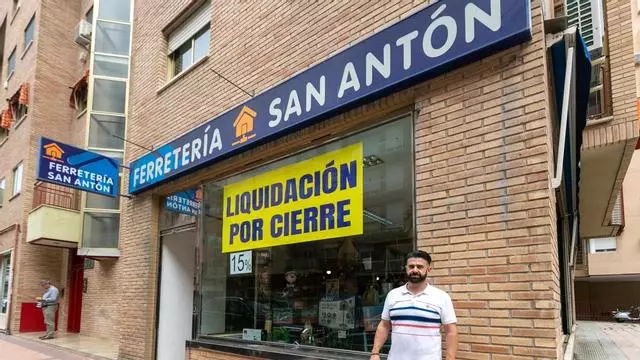 FERRETERÍA SAN ANTÓN
FERRETERÍA
SAN ANTÓN
LIQUIDACIÓN
POR CIERRE
15%